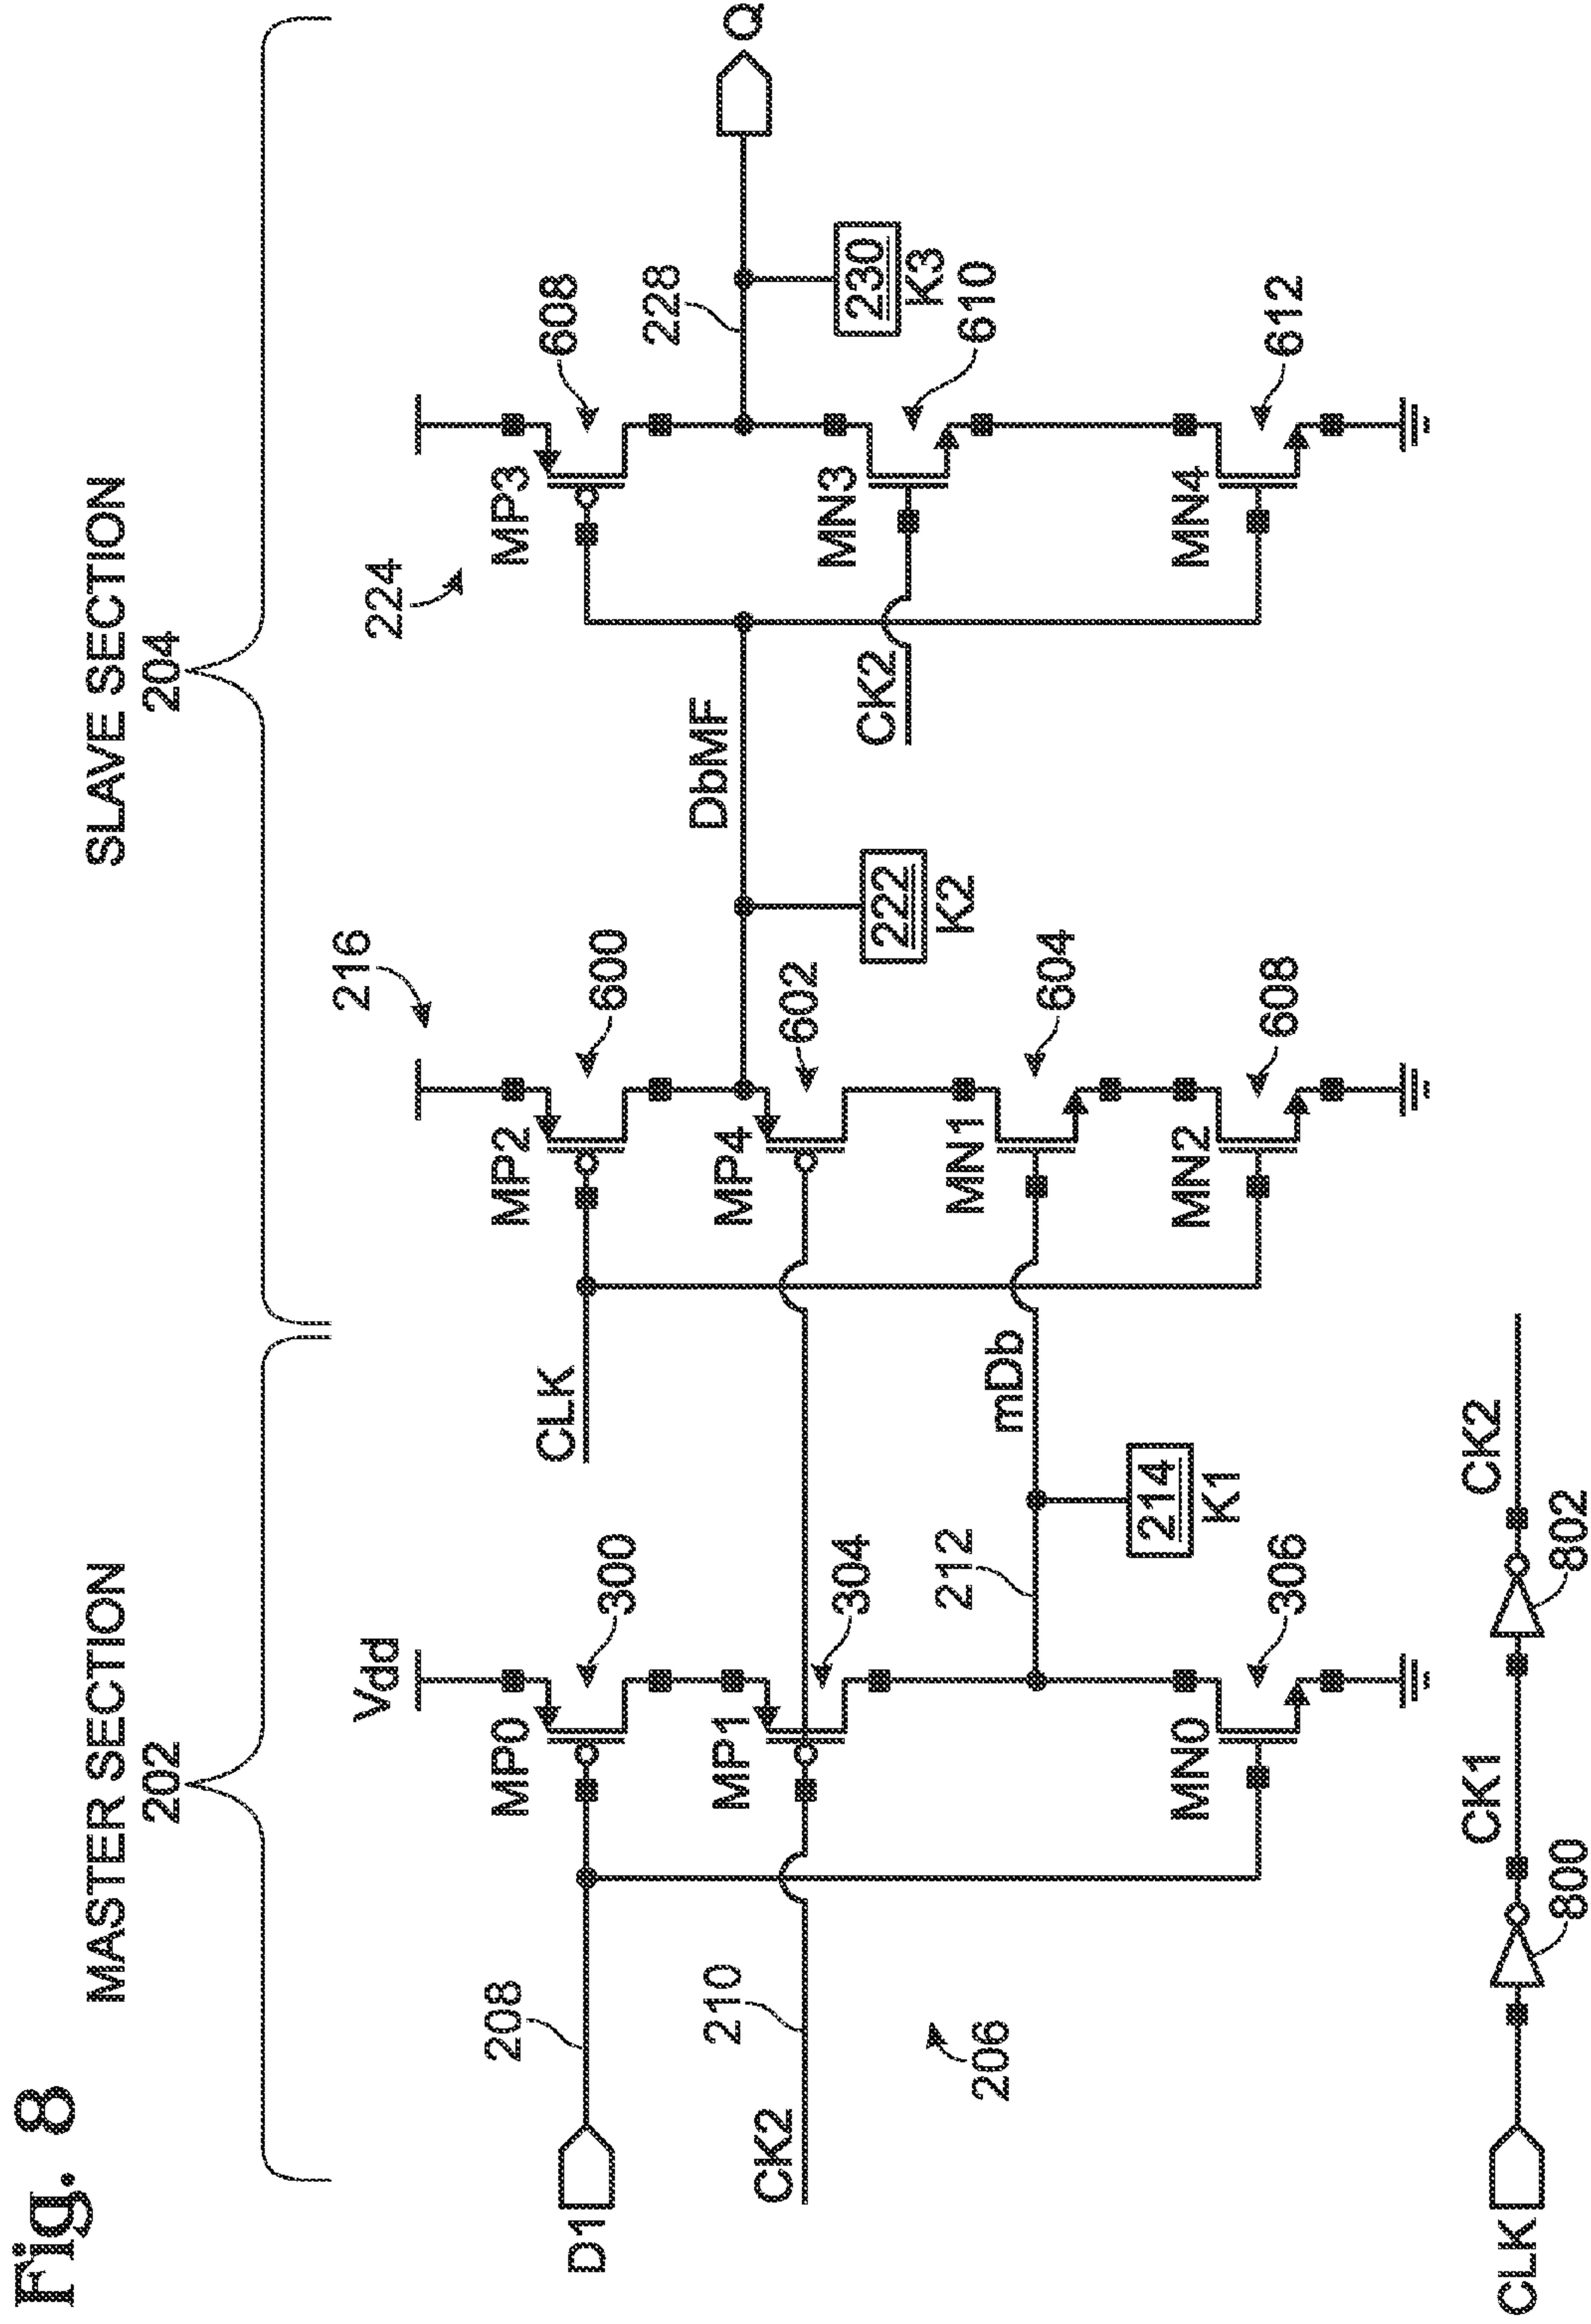 Fig. 8
MASTER SECTION
202
SLAVE SECTION
204
Vdd
216
224
D1
208
MP0
300
CLK
MP2
600
MP3
608
CK2
210
MP1
304
MP4
602
DbMF
228
Q
222
K2
230
K3
206
212
mDb
MN1
604
CK2
MN3
610
214
K1
MN0
306
MN2
608
MN4
612
CLK
800
CK1
802
CK2